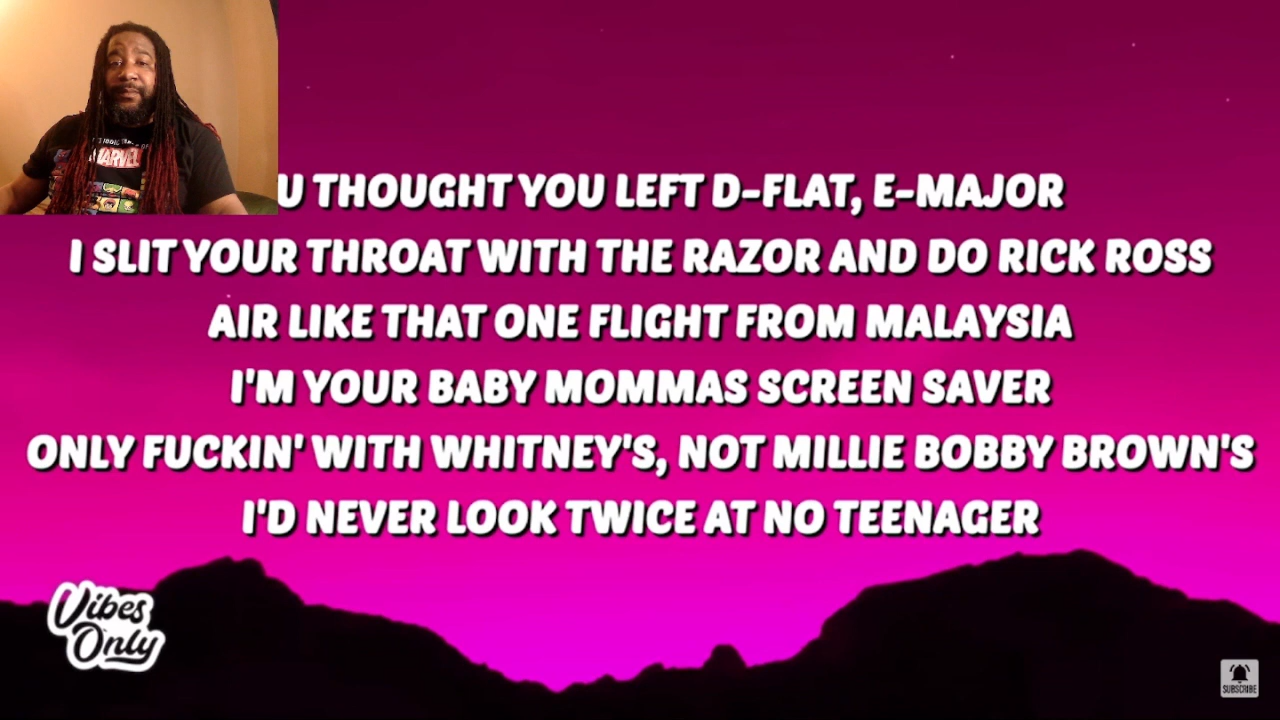 MARVEL
U THOUGHT YOU LEFT D-FLAT, E-MAJOR
I SLIT YOUR THROAT WITH THE RAZOR AND DO RICK ROSS
AIR LIKE THAT ONE FLIGHT FROM MALAYSIA
I'M YOUR BABY MOMMAS SCREEN SAVER
ONLY FUCKIN' WITH WHITNEY'S, NOT MILLIE BOBBY BROWN'S
I'D NEVER LOOK TWICE AT NO TEENAGER
Vibes
Only
SUBSCRIBE